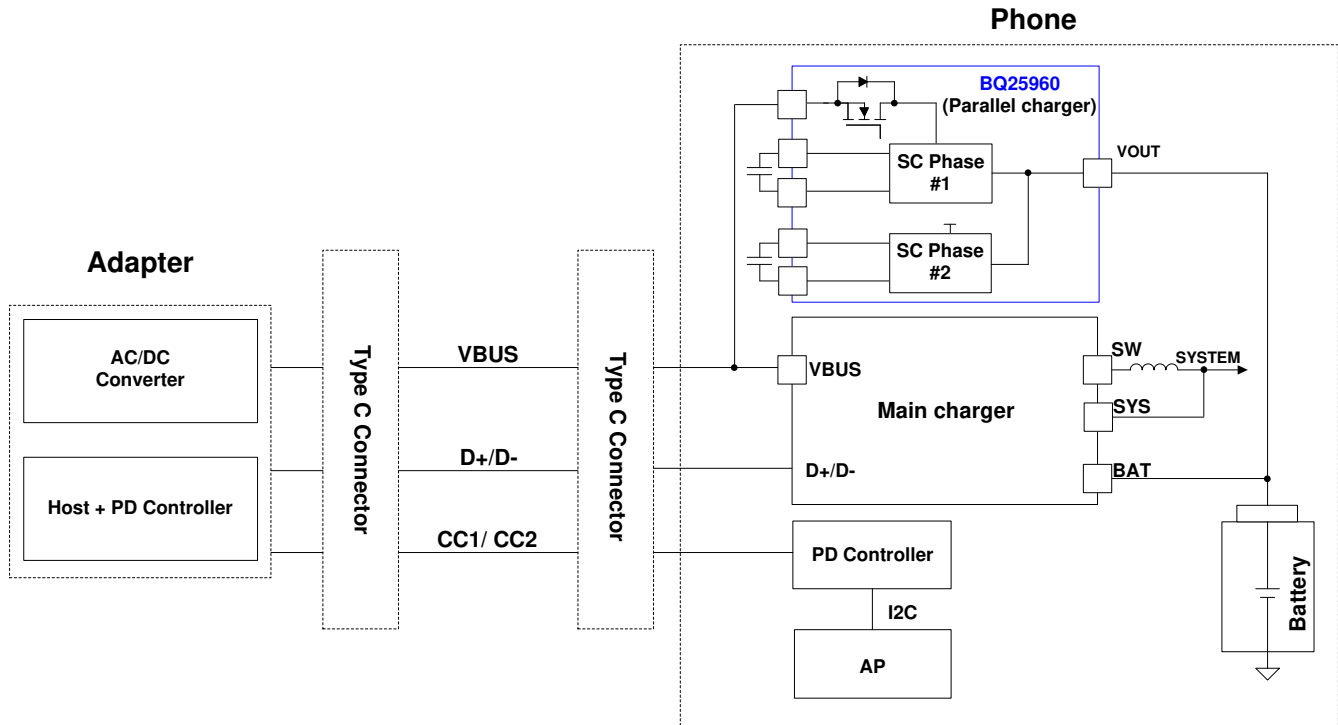 Phone
BQ25960
(Parallel charger)
SC Phase
#1
VOUT
SC Phase
#2
Adapter
AC/DC
Converter
Host + PD Controller
Type C Connector
VBUS
D+/D-
CC1/ CC2
Type C Connector
VBUS
Main charger
D+/D-
SW
SYSTEM
SYS
BAT
PD Controller
I2C
AP
Battery